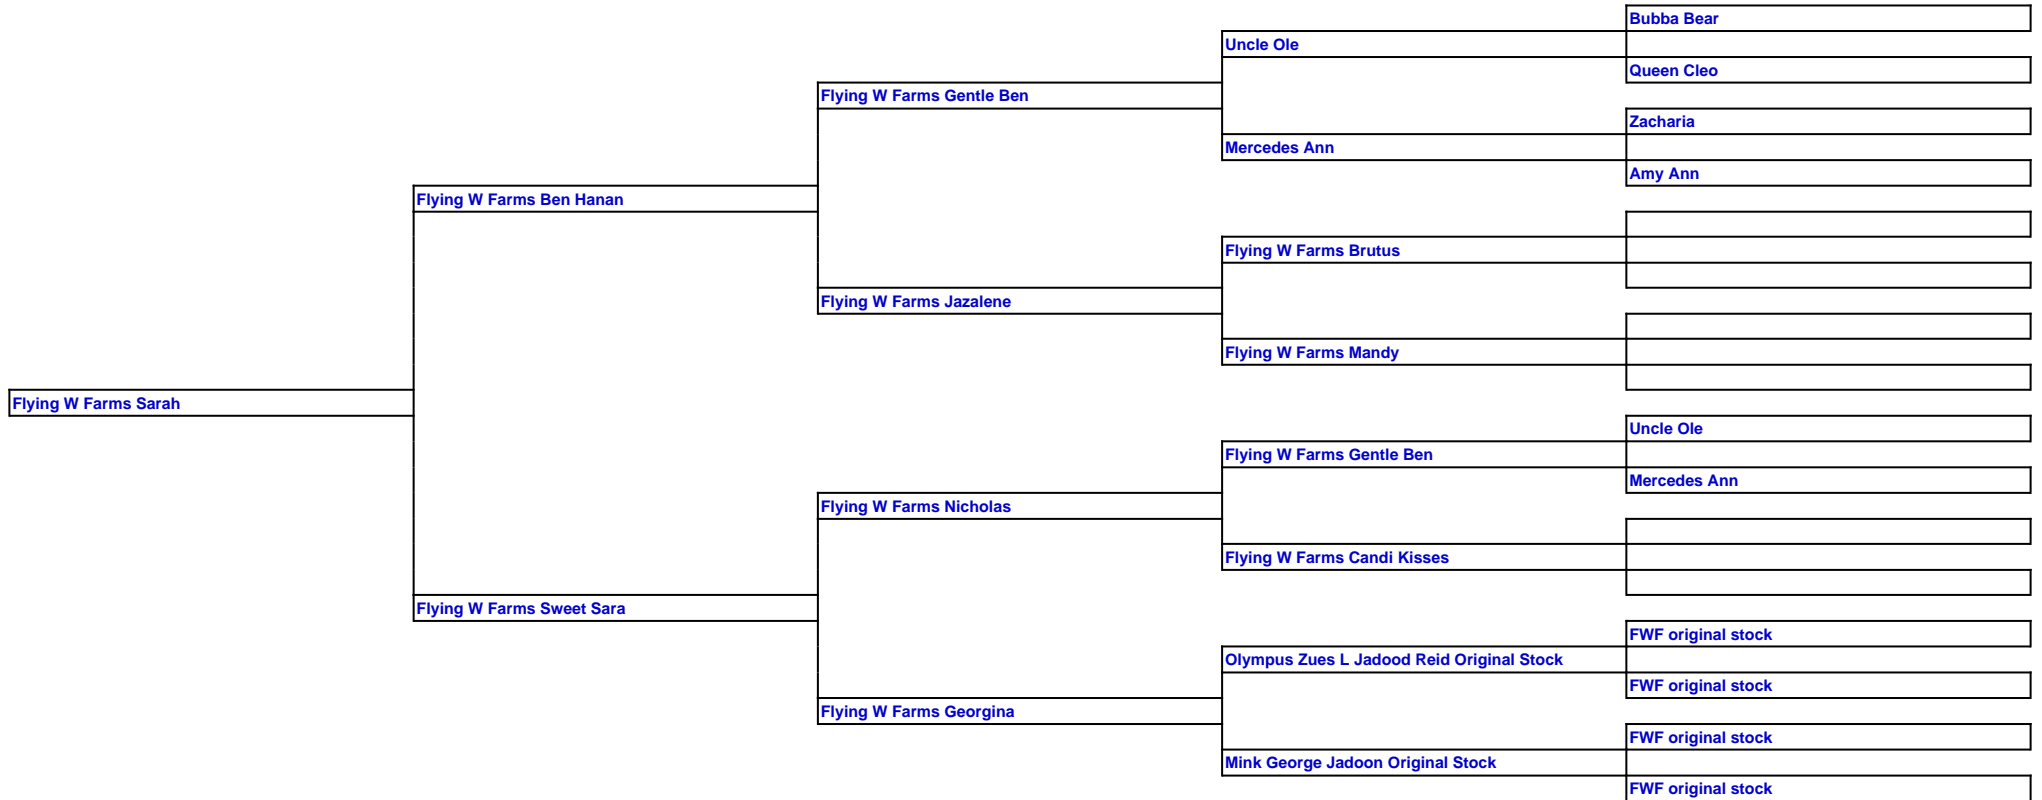 Bubba Bear
Uncle Ole
Queen Cleo
Flying W Farms Gentle Ben
Zacharia
Mercedes Ann
Amy Ann
Flying W Farms Ben Hanan
Flying W Farms Brutus
Flying W Farms Jazalene
Flying W Farms Mandy
Flying W Farms Sarah
Uncle Ole
Flying W Farms Gentle Ben
Mercedes Ann
Flying W Farms Nicholas
Flying W Farms Candi Kisses
Flying W Farms Sweet Sara
FWF original stock
Olympus Zues L Jadood Reid Original Stock
FWF original stock
Flying W Farms Georgina
FWF original stock
Mink George Jadoon Original Stock
FWF original stock